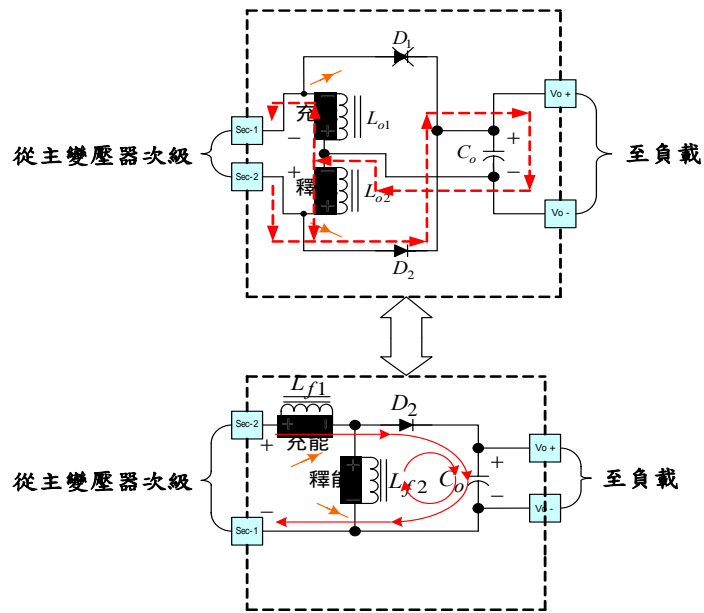 D1
充
Lo1
Sec-1
從主變壓器次級
Sec-2
釋
Lo2
Co
Vo +
至負載
Vo -
D2
Lf1
D2
Sec-2
充能
釋能
Lf2
Co
Vo +
從主變壓器次級
至負載
Vo -
Sec-1